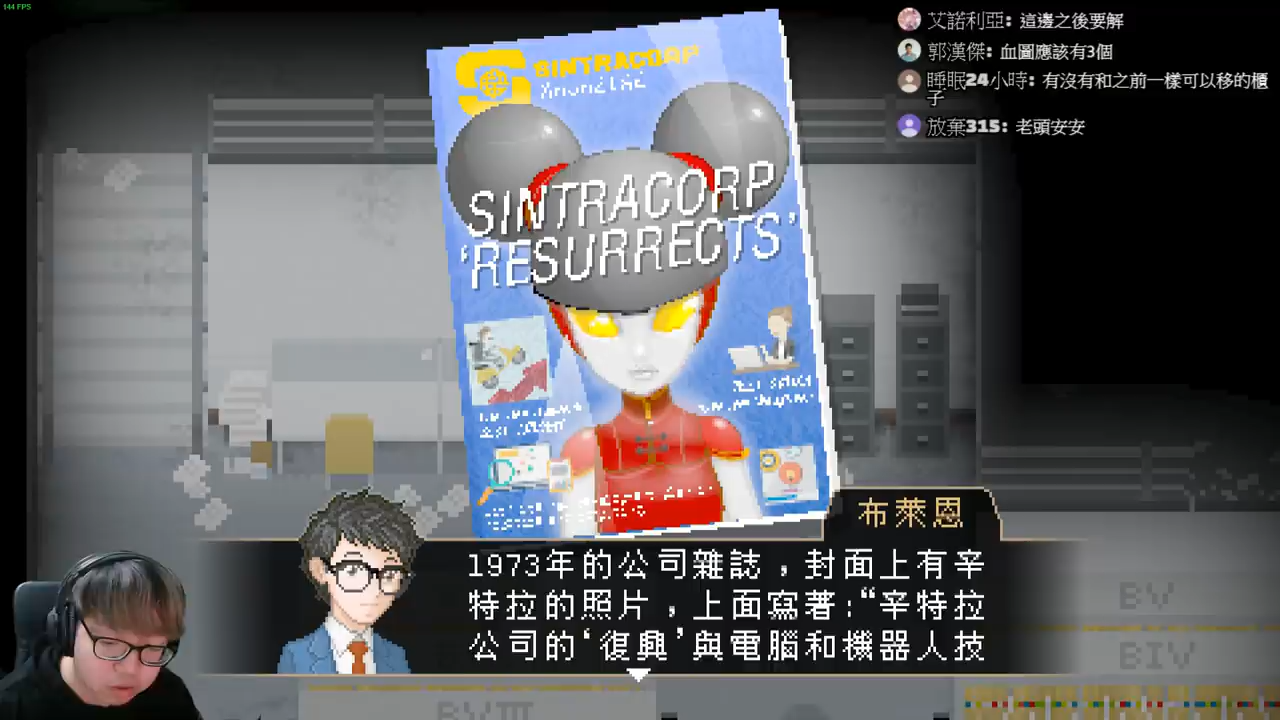 144 FPS
艾諾利亞: 這邊之後要解
郭漢傑: 血圖應該有3個
睡眠24小時: 有沒有和之前一樣可以移的櫃
子
放棄315: 老頭安安
SINTRACORP
SINTRACORP
'RESURRECTS'
布萊恩
1973年的公司雜誌，封面上有辛
特拉的照片，上面寫著:“辛特拉
公司的‘復興’與電腦和機器人技
BV
BIV
BVIII